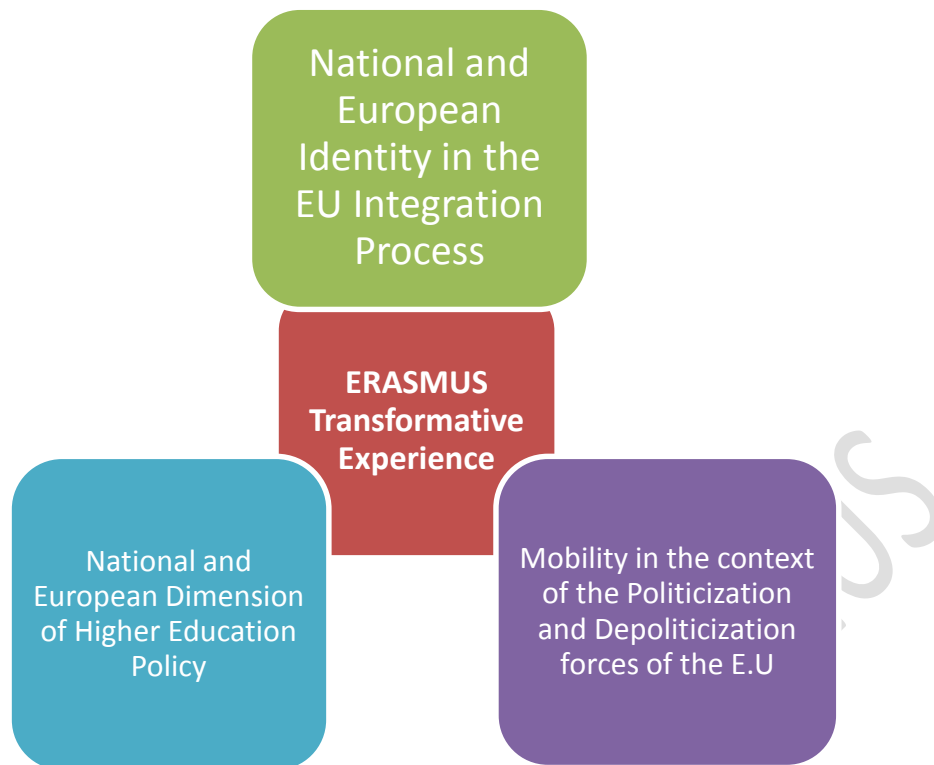 National and
European
Identity in the
EU Integration
Process
ERASMUS
Transformative
Experience
National and
European Dimension
of Higher Education
Policy
Mobility in the context
of the Politicization
and Depoliticization
forces of the E.U